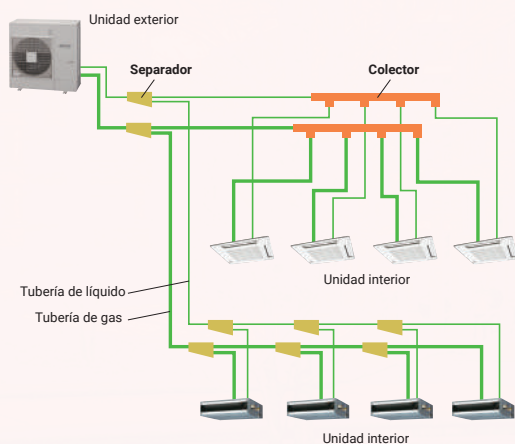 Unidad exterior
Separador
Colector
Unidad interior
Tubería de líquido
Tubería de gas
Unidad interior